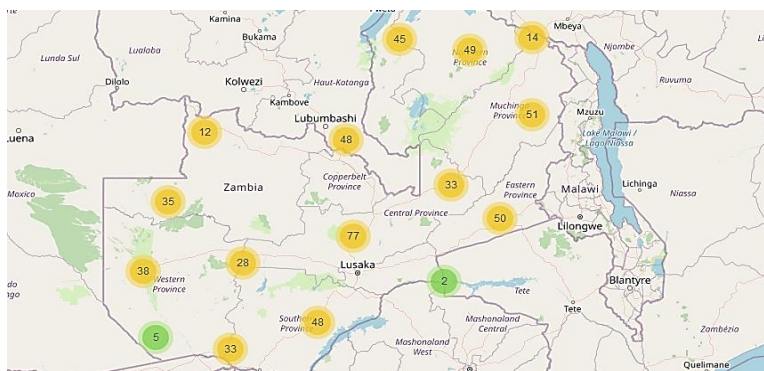 Kamina
Mbeya
45
14
Bukama
49
Lualaba
Njombe
Lunda Sul
Province
Dilolo
Kolwezi
Haut-Katanga
Ruvuma
Kambove
Muchinga
Province
51
Mzuzu
Lubumbashi
12
48
Lake Malawi /
Lago Niassa
Copperbelt
Province
33
Eastern
Province
Malawi
Lichinga
Niassa
Moxico
Zambia
35
Central Province
50
Lilongwe
77
28
Lusaka
38
Western
Province
2
Tete
Blantyre
Tete
48
Mashonaland
Central
5
33
Mashonaland
West
Zambézia
Quelimane